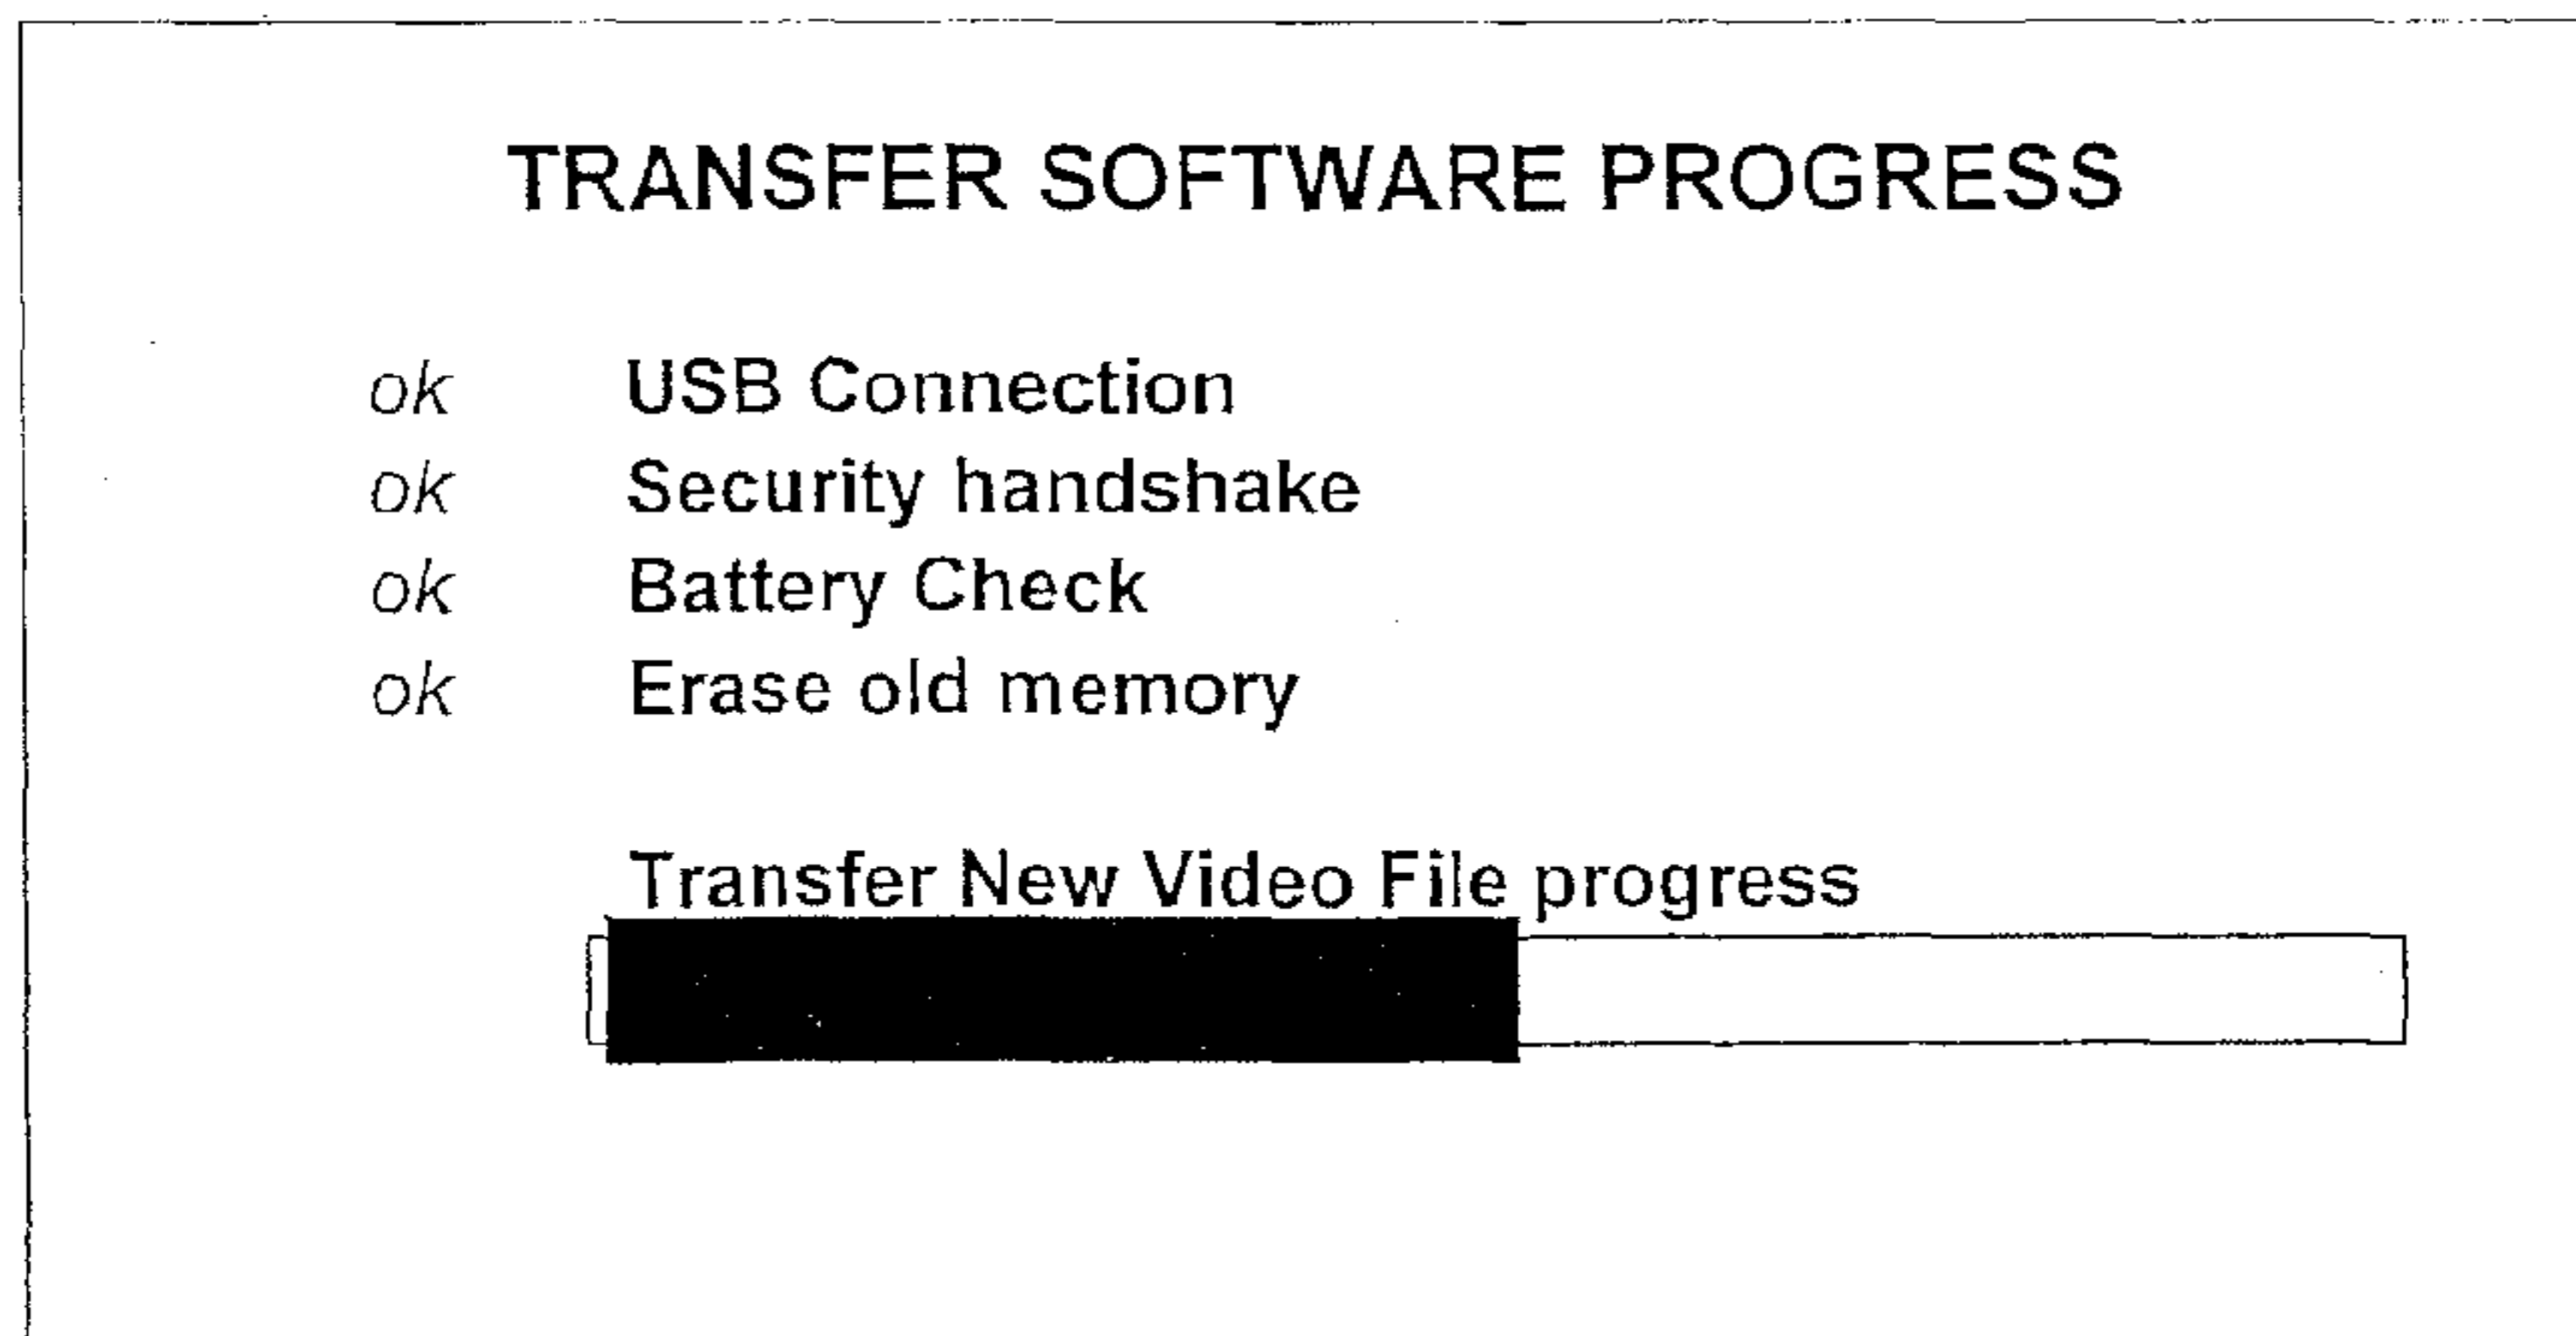 TRANSFER SOFTWARE PROGRESS
ok USB Connection
ok Security handshake
ok Battery Check
ok Erase old memory
Transfer New Video File progress